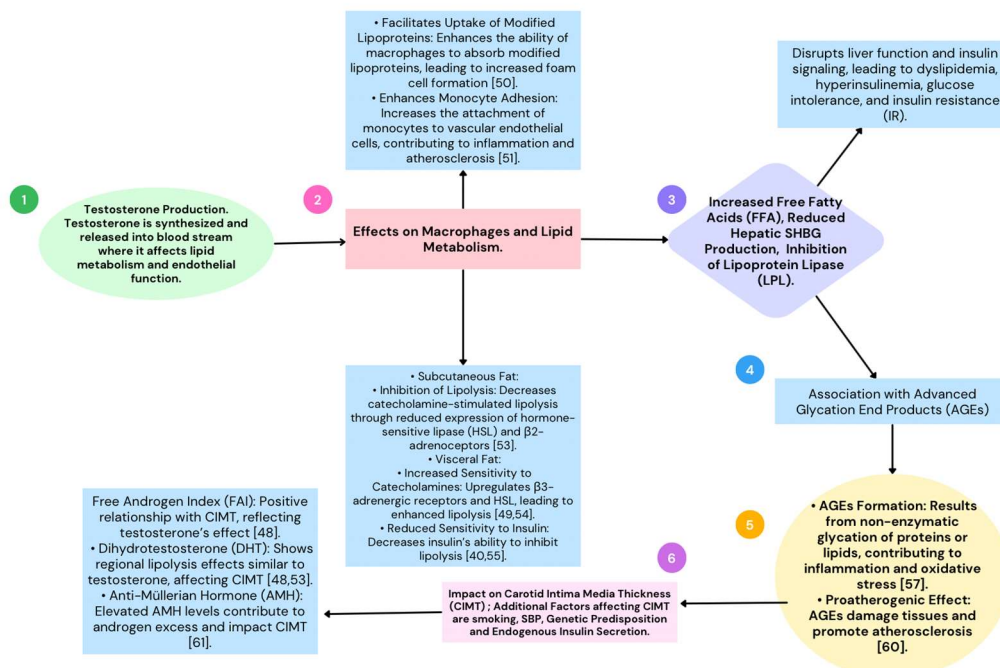 1
Testosterone Production.
Testosterone is synthesized and
released into blood stream
where it affects lipid
metabolism and endothelial
function.
2
Effects on Macrophages and Lipid
Metabolism.
• Facilitates Uptake of Modified
Lipoproteins: Enhances the ability of
macrophages to absorb modified
lipoproteins, leading to increased foam
cell formation [50].
• Enhances Monocyte Adhesion:
Increases the attachment of
monocytes to vascular endothelial
cells, contributing to inflammation and
atherosclerosis [51].
• Subcutaneous Fat:
• Inhibition of Lipolysis: Decreases
catecholamine-stimulated lipolysis
through reduced expression of hormone-
sensitive lipase (HSL) and β2-
adrenoceptors [53].
• Visceral Fat:
• Increased Sensitivity to
Catecholamines: Upregulates β3-
adrenergic receptors and HSL, leading to
enhanced lipolysis [49,54].
• Reduced Sensitivity to Insulin:
Decreases insulin's ability to inhibit
lipolysis [40,55].
3
Increased Free Fatty
Acids (FFA), Reduced
Hepatic SHBG
Production, Inhibition
of Lipoprotein Lipase
(LPL).
Disrupts liver function and insulin
signaling, leading to dyslipidemia,
hyperinsulinemia, glucose
intolerance, and insulin resistance
(IR).
4
Association with Advanced
Glycation End Products (AGEs)
5
• AGEs Formation: Results
from non-enzymatic
glycation of proteins or
lipids, contributing to
inflammation and oxidative
stress [57].
• Proatherogenic Effect:
AGEs damage tissues and
promote atherosclerosis
[60].
6
Impact on Carotid Intima Media Thickness
(CIMT) ; Additional Factors affecting CIMT
are smoking, SBP, Genetic Predisposition
and Endogenous Insulin Secretion.
Free Androgen Index (FAI): Positive
relationship with CIMT, reflecting
testosterone's effect [48].
• Dihydrotestosterone (DHT): Shows
regional lipolysis effects similar to
testosterone, affecting CIMT [48,53].
• Anti-Müllerian Hormone (AMH):
Elevated AMH levels contribute to
androgen excess and impact CIMT
[61].